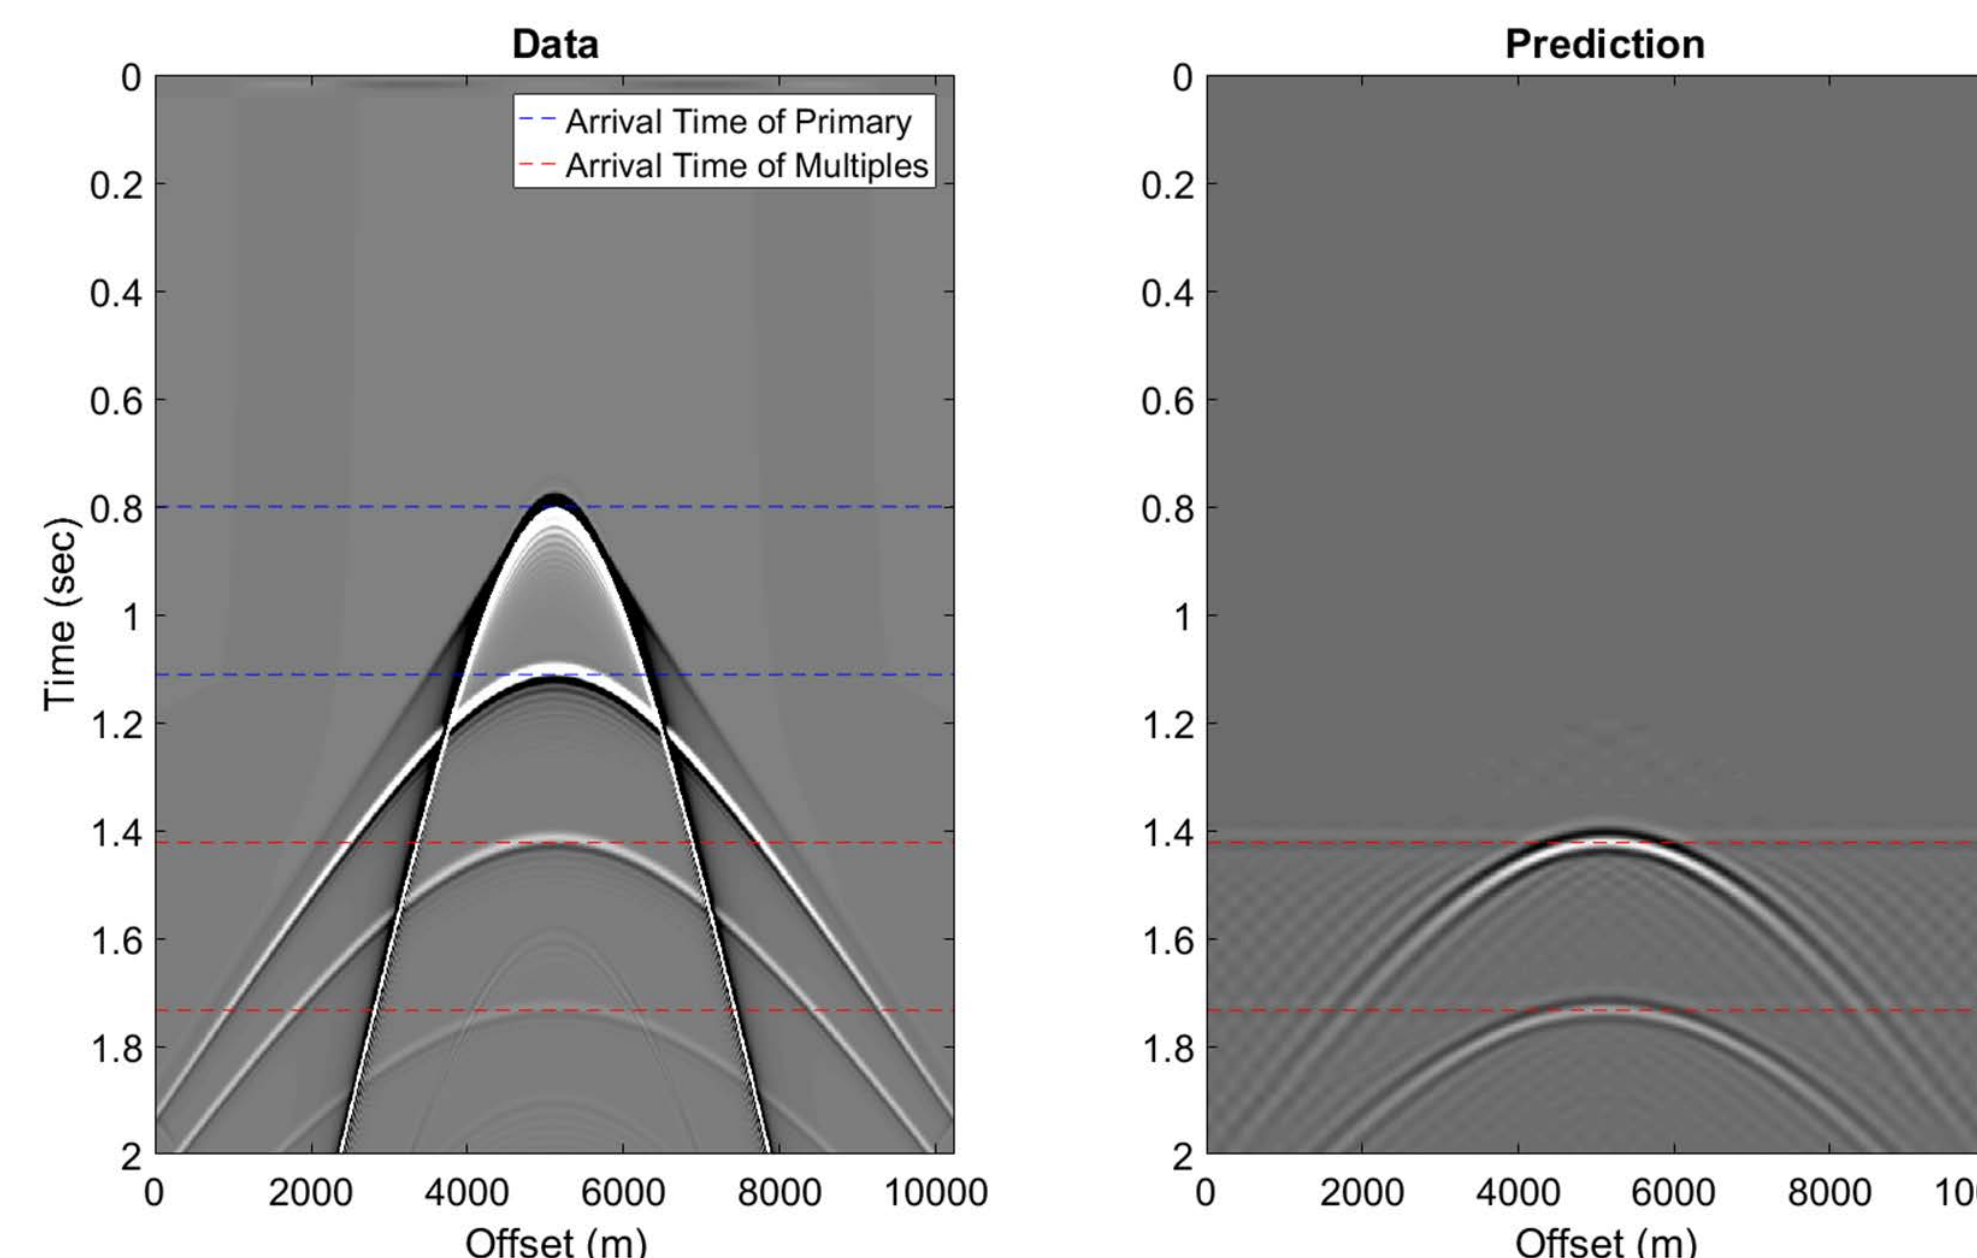 Data
Arrival Time of Primary
Arrival Time of Multiples
0
0.2
0.4
0.6
0.8
1
1.2
1.4
1.6
1.8
2
Time (sec)
0 2000 4000 6000 8000 10000
Offset (m)
Prediction
0
0.2
0.4
0.6
0.8
1
1.2
1.4
1.6
1.8
2
0 2000 4000 6000 8000
Offset (m)